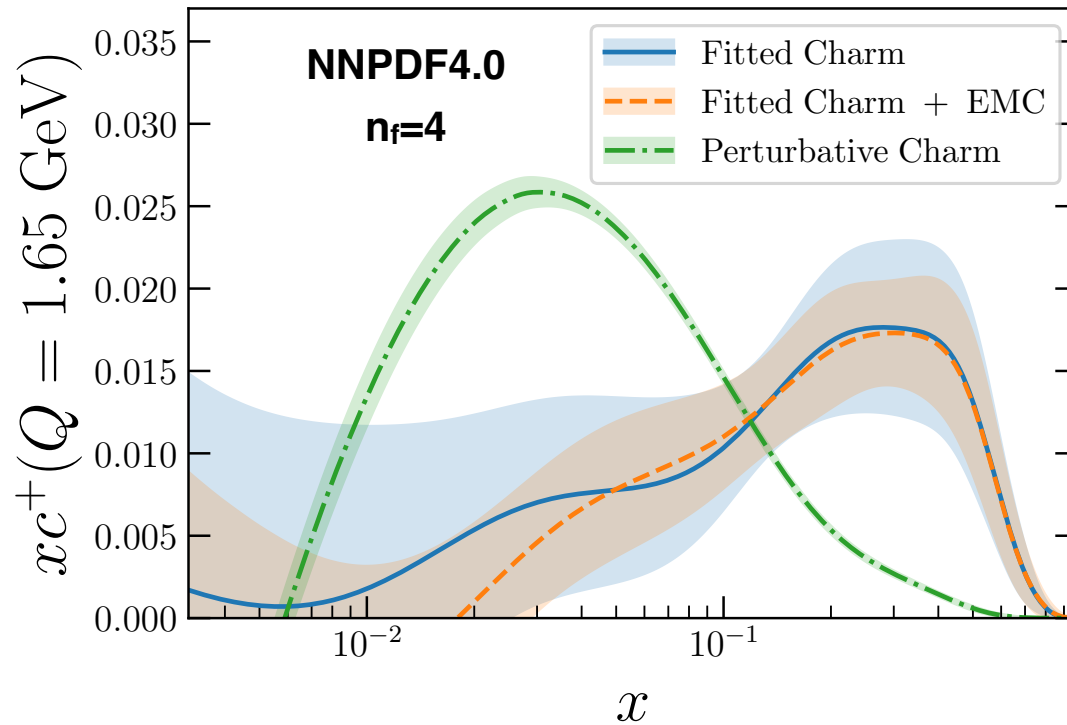 NNPDF4.0
n_f=4
Fitted Charm
Fitted Charm + EMC
Perturbative Charm
xc⁺(Q = 1.65 GeV)
0.035
0.030
0.025
0.020
0.015
0.010
0.005
0.000
10⁻²
10⁻¹
x